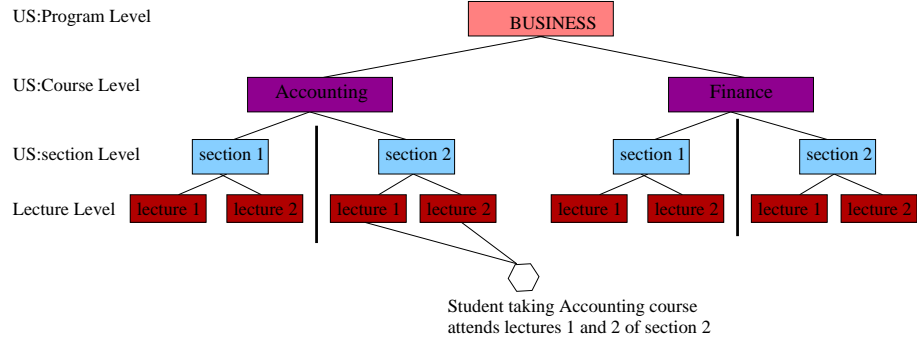 US:Program Level
BUSINESS
US:Course Level
Accounting
Finance
US:section Level
section 1
section 2
section 1
section 2
Lecture Level
lecture 1
lecture 2
lecture 1
lecture 2
lecture 1
lecture 2
lecture 1
lecture 2
Student taking Accounting course
attends lectures 1 and 2 of section 2